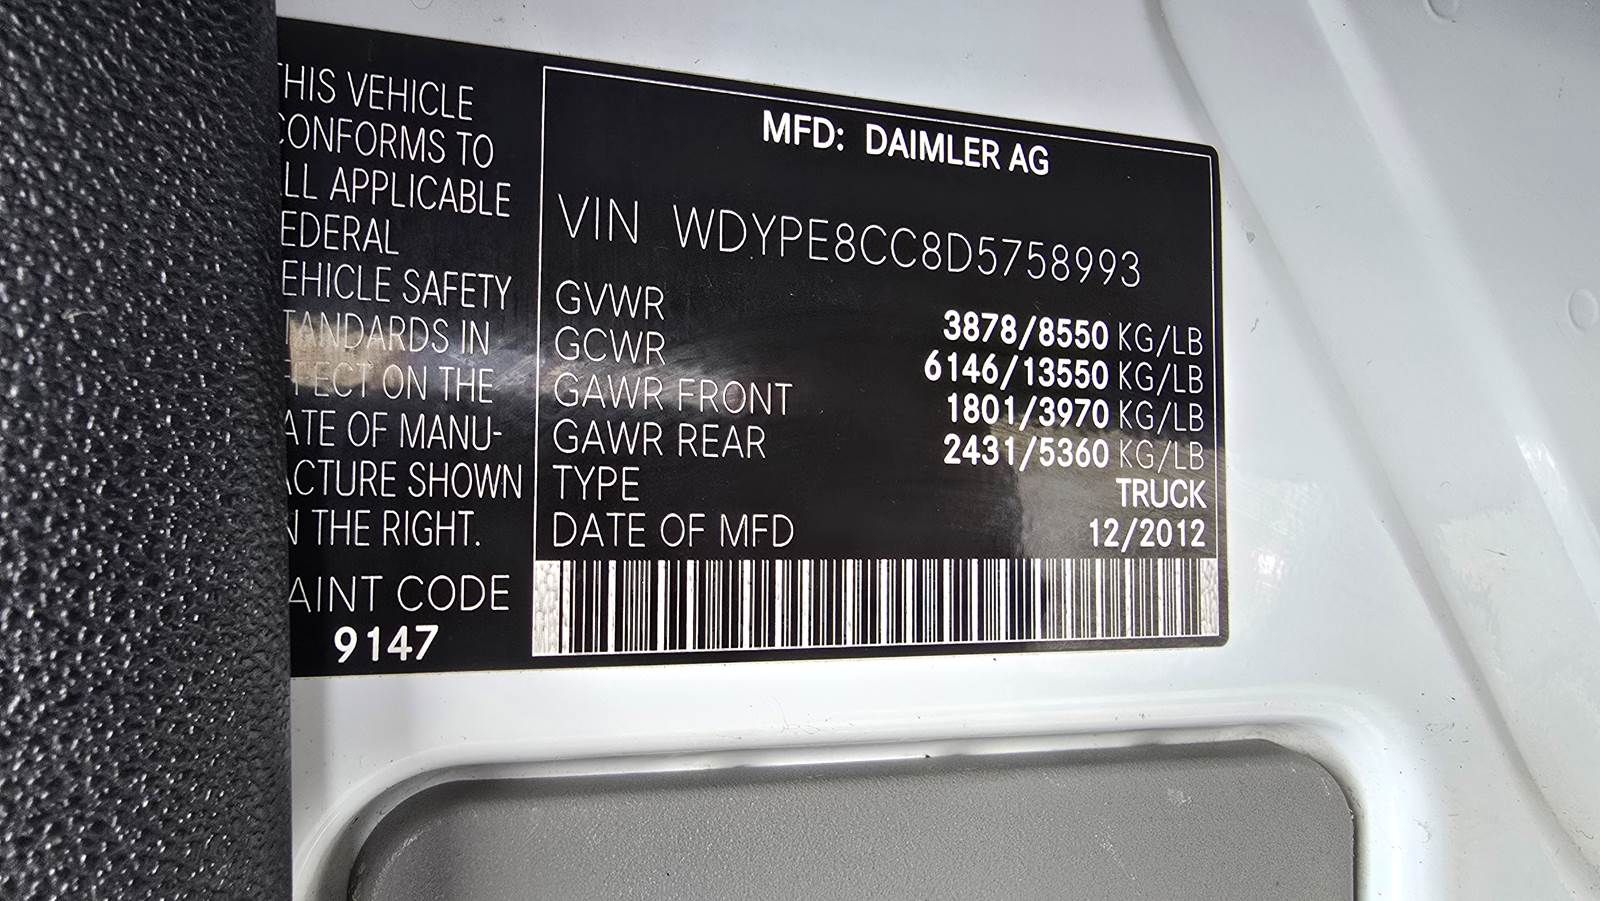 THIS VEHICLE
CONFORMS TO
LL APPLICABLE
EDERAL
EHICLE SAFETY
TANDARDS IN
FFECT ON THE
ATE OF MANU-
ACTURE SHOWN
N THE RIGHT.
AINT CODE
9147
MFD: DAIMLER AG
VIN WDYPE8CC8D5758993
GVWR 3878/8550 KG/LB
GCWR 6146/13550 KG/LB
GAWR FRONT 1801/3970 KG/LB
GAWR REAR 2431/5360 KG/LB
TYPE TRUCK
DATE OF MFD 12/2012